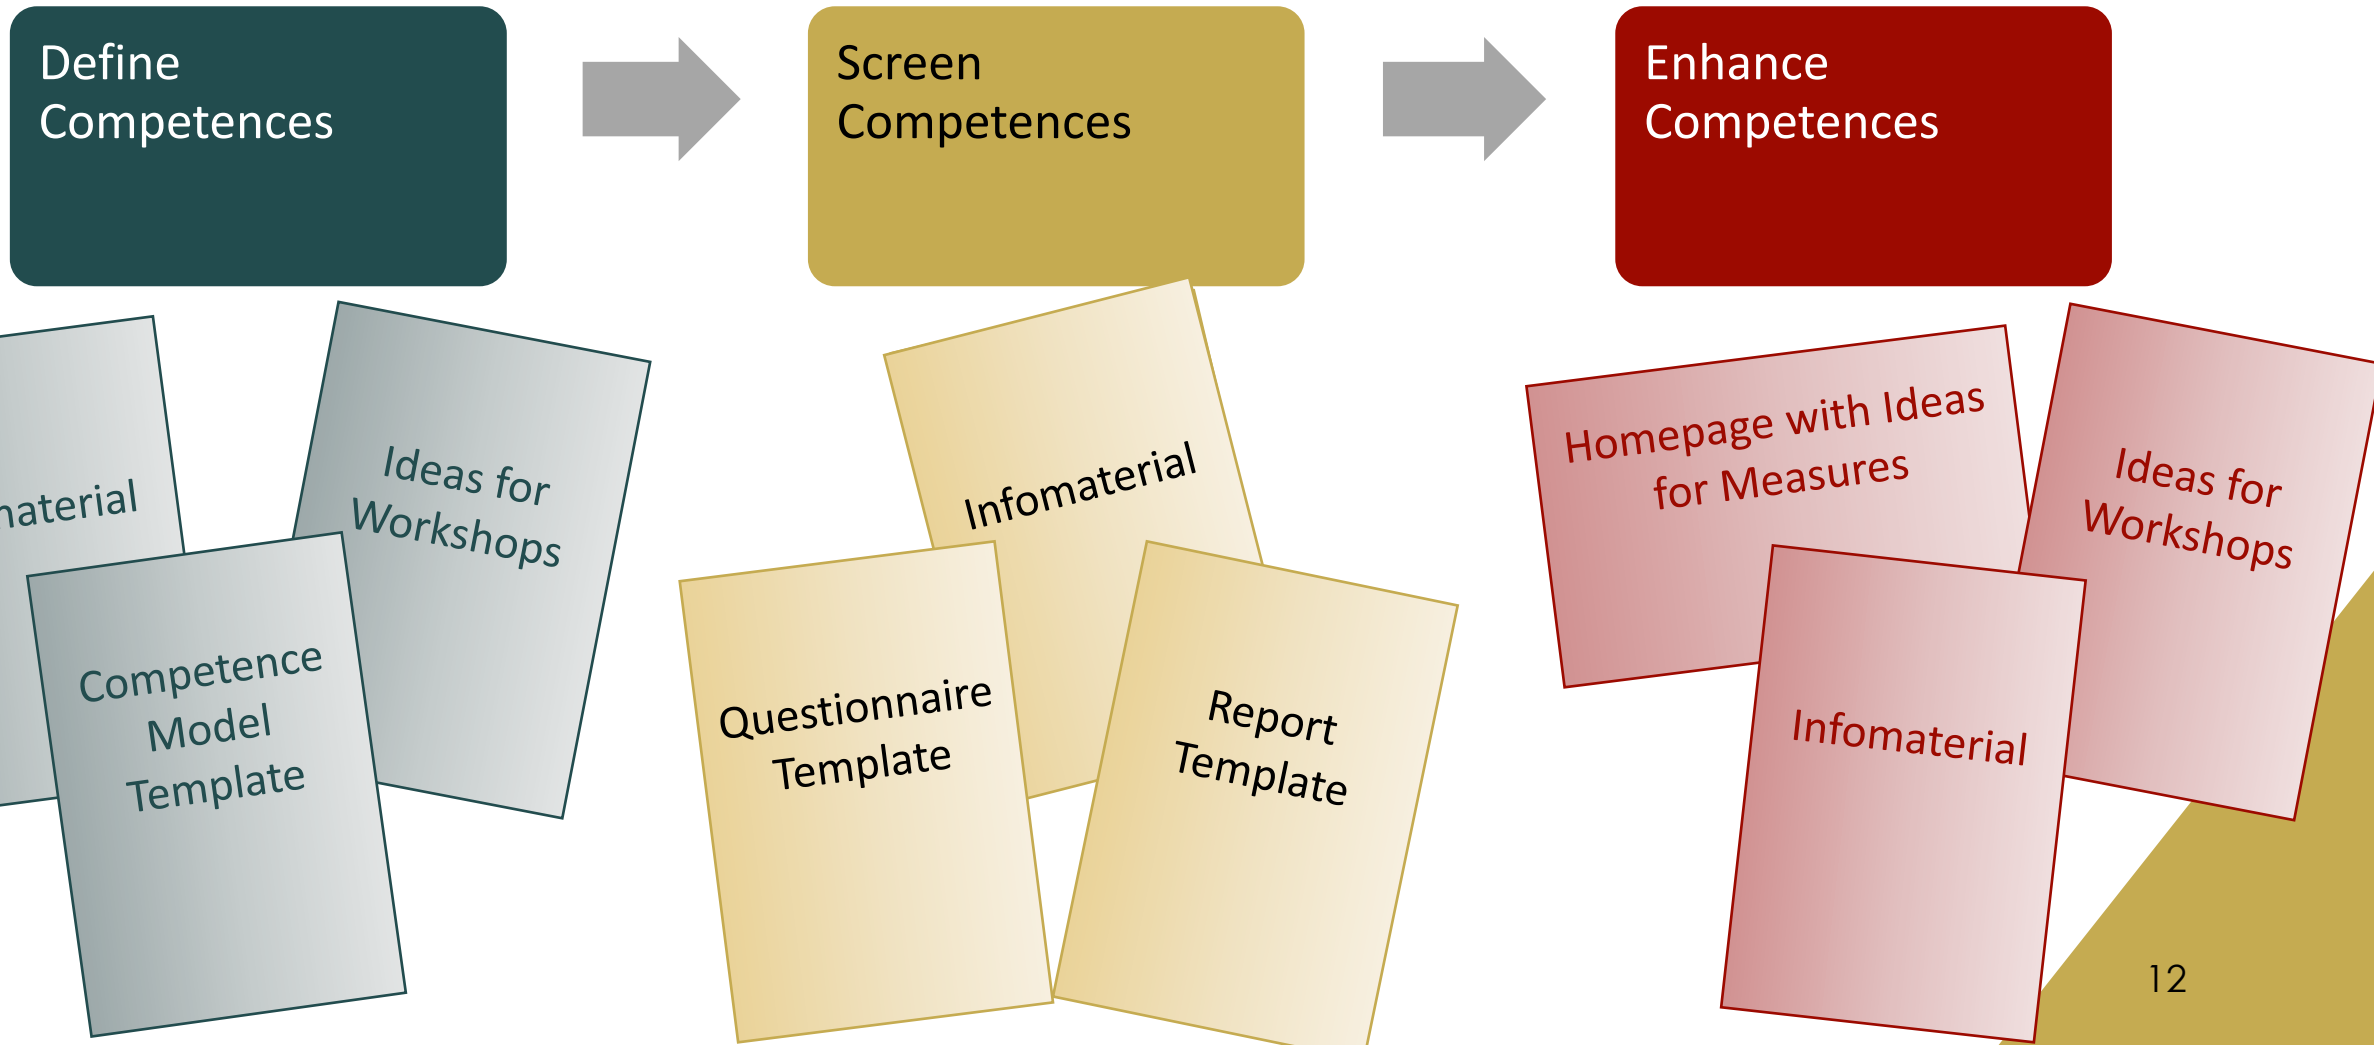 Define
Competences
Screen
Competences
Enhance
Competences
Ideas for
Workshops
Competence
Model
Template
Infomaterial
Questionnaire
Template
Report
Template
Homepage with Ideas
for Measures
Ideas for
Workshops
Infomaterial
12